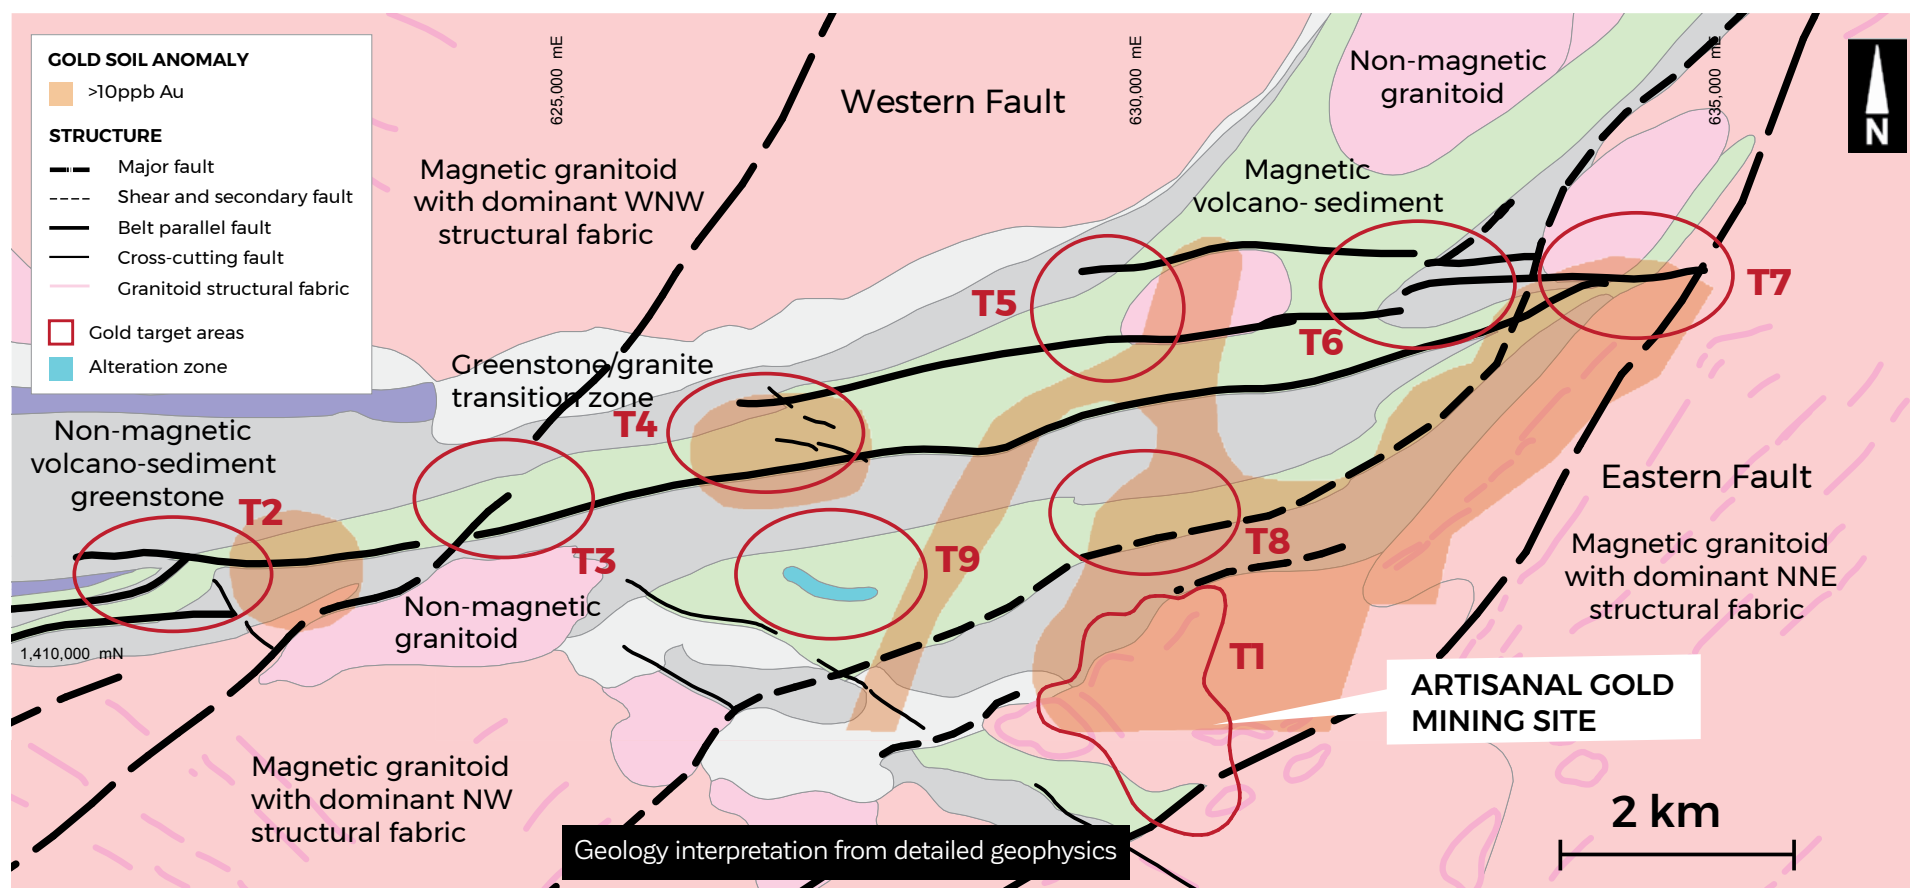 GOLD SOIL ANOMALY
>10ppb Au
STRUCTURE
Major fault
Shear and secondary fault
Belt parallel fault
Cross-cutting fault
Granitoid structural fabric
Gold target areas
Alteration zone
625,000 mE
630,000 mE
635,000 mE
N
Western Fault
Non-magnetic
granitoid
Magnetic granitoid
with dominant WNW
structural fabric
Magnetic
volcano- sediment
T5
T6
T7
Greenstone/granite
transition zone
T4
Non-magnetic
volcano-sediment
greenstone
T2
T3
T9
T8
Eastern Fault
Magnetic granitoid
with dominant NNE
structural fabric
Non-magnetic
granitoid
1,410,000 mN
T1
ARTISANAL GOLD
MINING SITE
Magnetic granitoid
with dominant NW
structural fabric
2 km
Geology interpretation from detailed geophysics